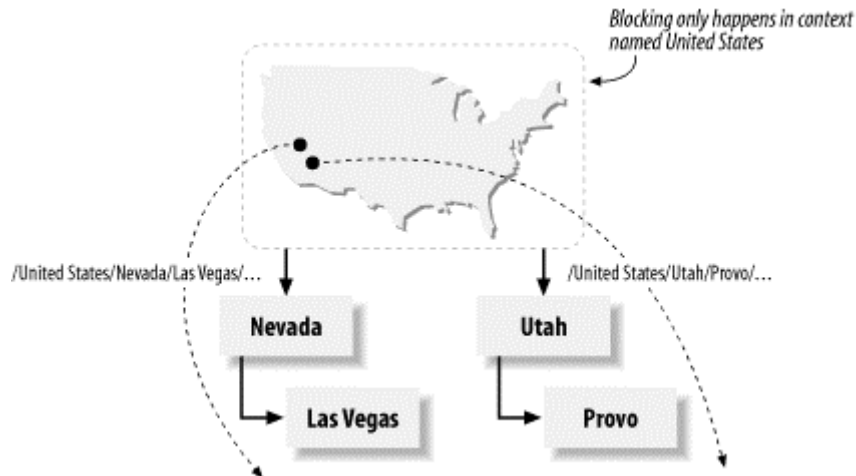 Blocking only happens in context
named United States
/United States/Nevada/Las Vegas/...
/United States/Utah/Provo/...
Nevada
Utah
Las Vegas
Provo